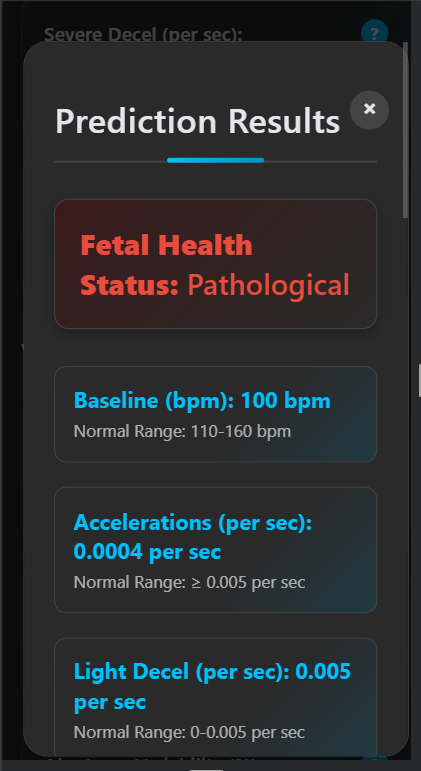 Severe Decel (per sec):
?
Prediction Results
×
Fetal Health
Status: Pathological
Baseline (bpm): 100 bpm
Normal Range: 110-160 bpm
Accelerations (per sec):
0.0004 per sec
Normal Range: ≥ 0.005 per sec
Light Decel (per sec): 0.005
per sec
Normal Range: 0-0.005 per sec